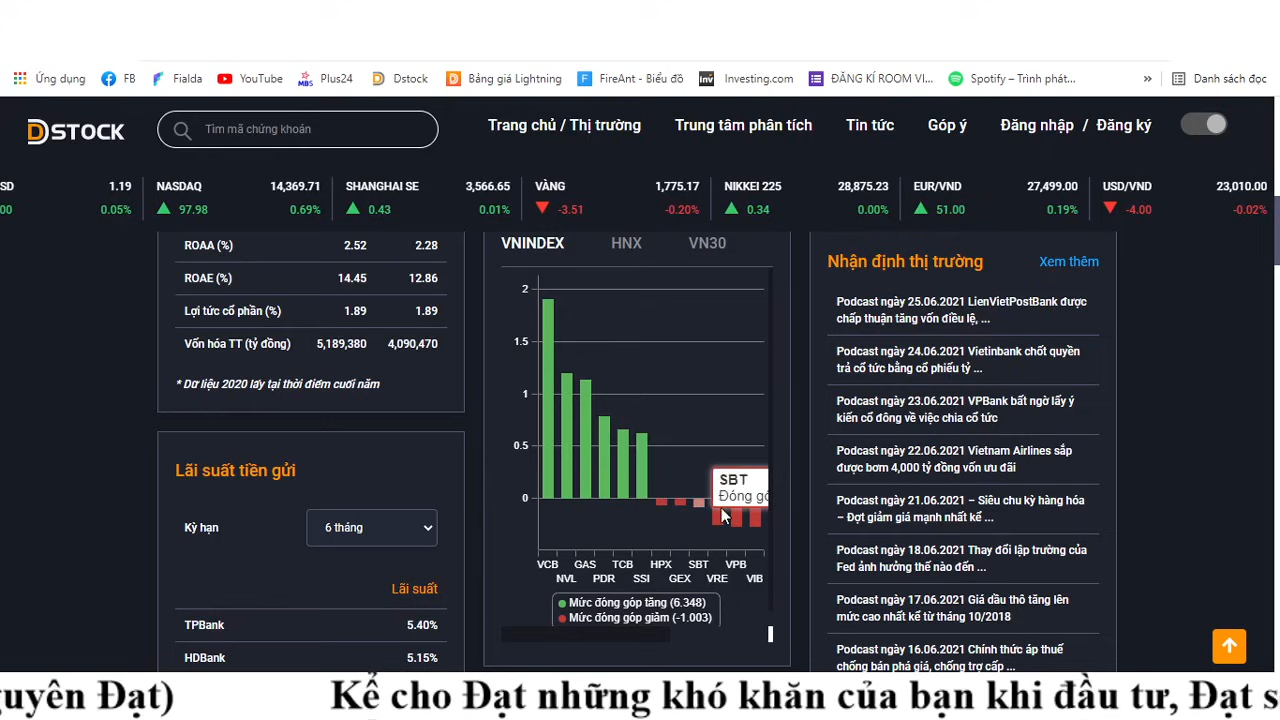 Ứng dụng FB Fialda YouTube MBS Plus24 Dstock Bảng giá Lightning FireAnt - Biểu đồ inv Investing.com ĐĂNG KÍ ROOM VI... Spotify – Trình phát... » Danh sách đọc
DSTOCK Tìm mã chứng khoán Trang chủ / Thị trường Trung tâm phân tích Tin tức Góp ý Đăng nhập / Đăng ký
SD 1.19 NASDAQ 14,369.71 SHANGHAI SE 3,566.65 VÀNG 1,775.17 NIKKEI 225 28,875.23 EUR/VND 27,499.00 USD/VND 23,010.00
00 0.05% 97.98 0.69% 0.43 0.01% -3.51 -0.20% 0.34 0.00% 51.00 0.19% -4.00 -0.02%
ROAA (%) 2.52 2.28
ROAE (%) 14.45 12.86
Lợi tức cổ phần (%) 1.89 1.89
Vốn hóa TT (tỷ đồng) 5,189,380 4,090,470
* Dư liệu 2020 lấy tại thời điểm cuối năm
Lãi suất tiền gửi
Kỳ hạn 6 tháng
Lãi suất
TPBank 5.40%
HDBank 5.15%
VNINDEX HNX VN30
2
1.5
1
0.5
0
SBT
Đóng gó
VCB GAS TCB HPX SBT VPB
NVL PDR SSI GEX VRE VIB
Mức đóng góp tăng (6.348)
Mức đóng góp giảm (-1.003)
Nhận định thị trường Xem thêm
Podcast ngày 25.06.2021 LienVietPostBank được
chấp thuận tăng vốn điều lệ, ...
Podcast ngày 24.06.2021 Vietinbank chốt quyền
trả cổ tức bằng cổ phiếu tỷ ...
Podcast ngày 23.06.2021 VPBank bất ngờ lấy ý
kiến cổ đông về việc chia cổ tức
Podcast ngày 22.06.2021 Vietnam Airlines sắp
được bơm 4,000 tỷ đồng vốn ưu đãi
Podcast ngày 21.06.2021 – Siêu chu kỳ hàng hóa
– Đợt giảm giá mạnh nhất kể ...
Podcast ngày 18.06.2021 Thay đổi lập trường của
Fed ảnh hưởng thế nào đến ...
Podcast ngày 17.06.2021 Giá dầu thô tăng lên
mức cao nhất kể từ tháng 10/2018
Podcast ngày 16.06.2021 Chính thức áp thuế
chống bán phá giá, chống trợ cấp ...
guyên Đạt) Kể cho Đạt những khó khăn của bạn khi đầu tư, Đạt s